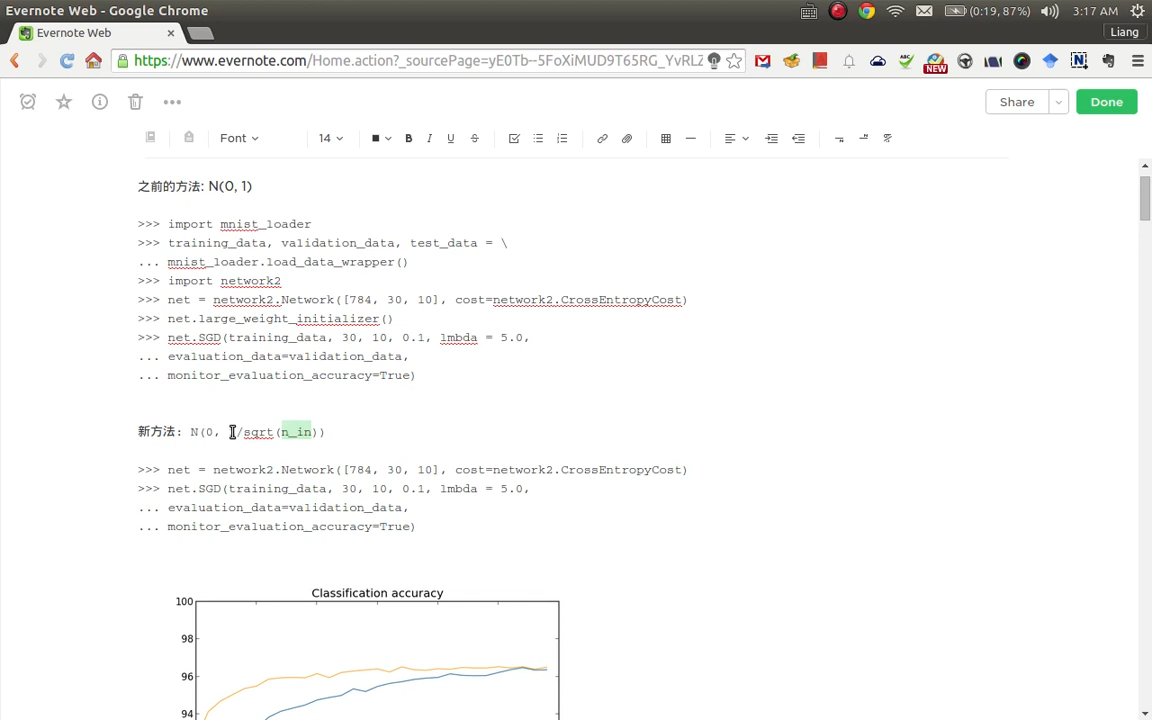 Evernote Web - Google Chrome
(0:19, 87%)
3:17 AM
Evernote Web
Liang
https://www.evernote.com/Home.action?_sourcePage=yE0Tb--5FoXiMUD9T65RG_YvRLZ
NEW
Share
Done
Font
14
之前的方法: N(0, 1)
>>> import mnist_loader
>>> training_data, validation_data, test_data = \
... mnist_loader.load_data_wrapper()
>>> import network2
>>> net = network2.Network([784, 30, 10], cost=network2.CrossEntropyCost)
>>> net.large_weight_initializer()
>>> net.SGD(training_data, 30, 10, 0.1, lmbda = 5.0,
... evaluation_data=validation_data,
... monitor_evaluation_accuracy=True)
新方法: N(0, /sqrt(n_in))
>>> net = network2.Network([784, 30, 10], cost=network2.CrossEntropyCost)
>>> net.SGD(training_data, 30, 10, 0.1, lmbda = 5.0,
... evaluation_data=validation_data,
... monitor_evaluation_accuracy=True)
Classification accuracy
100
98
96
94